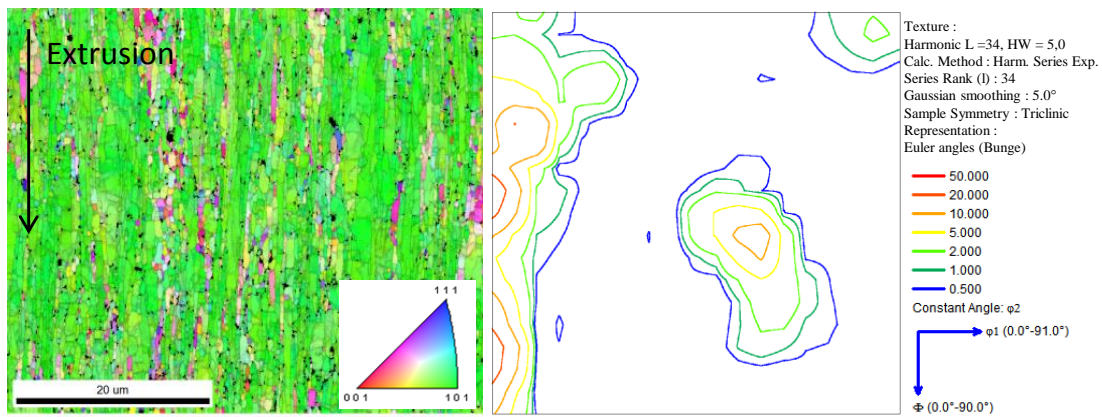 Extrusion
20 um
1 1 1
0 0 1
1 0 1
Texture :
Harmonic L =34, HW = 5,0
Calc. Method : Harm. Series Exp.
Series Rank (l) : 34
Gaussian smoothing : 5.0°
Sample Symmetry : Triclinic
Representation :
Euler angles (Bunge)
50.000
20.000
10.000
5.000
2.000
1.000
0.500
Constant Angle: φ2
φ1 (0.0°-91.0°)
Φ (0.0°-90.0°)